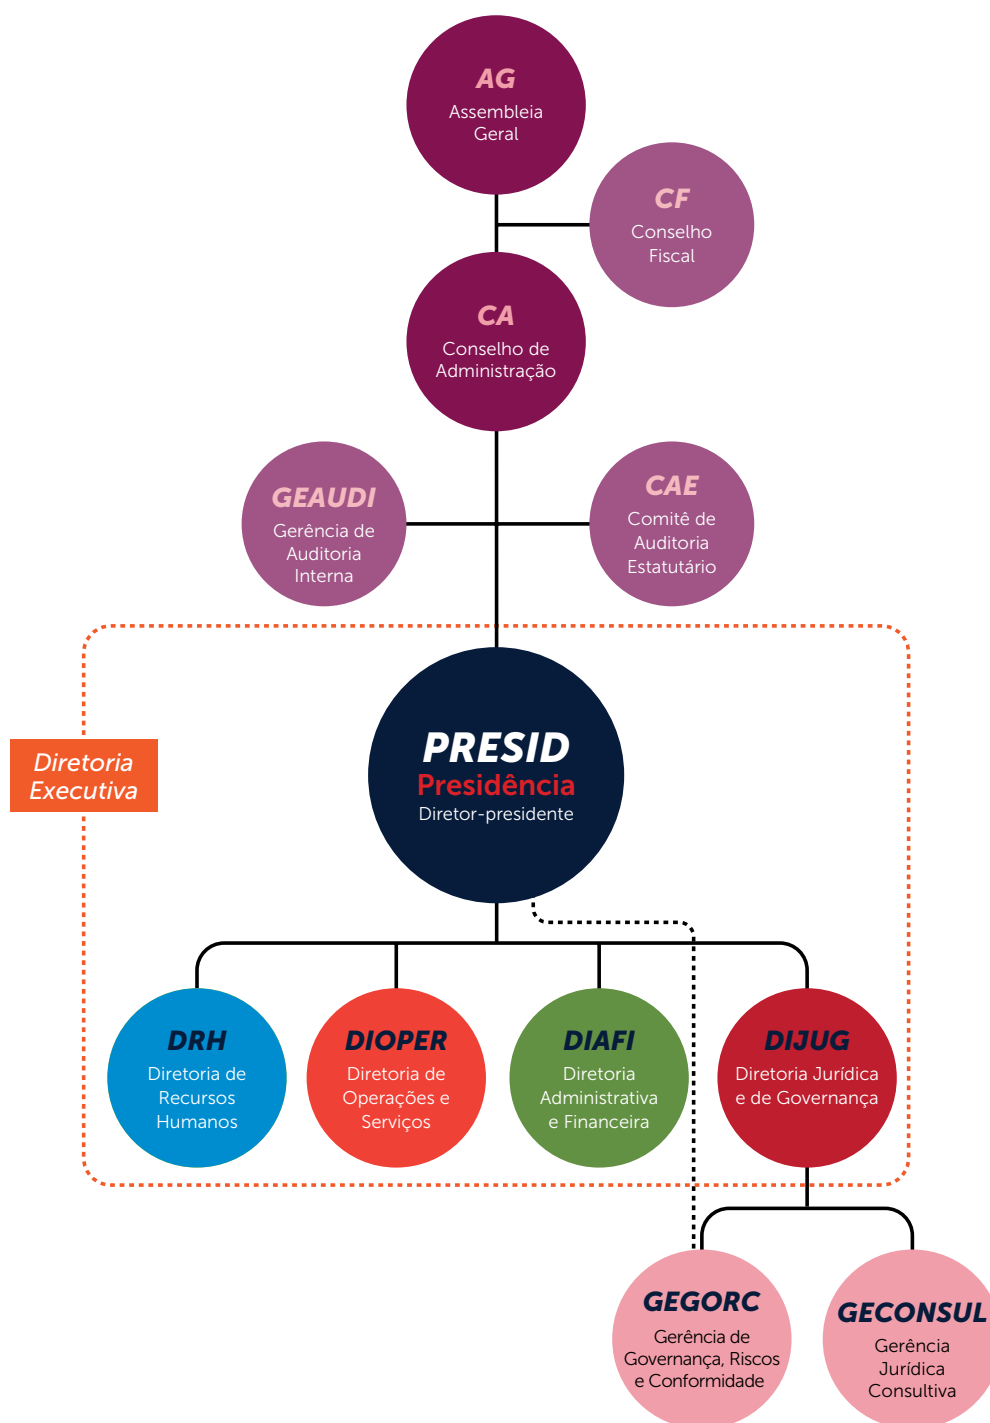 AG
Assembleia
Geral
CF
Conselho
Fiscal
CA
Conselho de
Administração
GEAUDI
Gerência de
Auditoria
Interna
CAE
Comitê de
Auditoria
Estatutário
Diretoria
Executiva
PRESID
Presidência
Diretor-presidente
DRH
Diretoria de
Recursos
Humanos
DIOPER
Diretoria de
Operações e
Serviços
DIAFI
Diretoria
Administrativa
e Financeira
DIJUG
Diretoria Jurídica
e de Governança
GEGORC
Gerência de
Governança, Riscos
e Conformidade
GECONSUL
Gerência
Jurídica
Consultiva